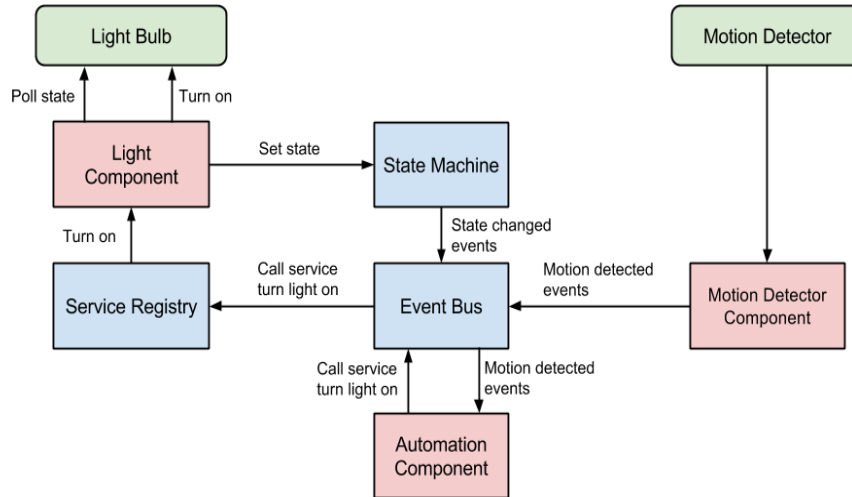 Light Bulb
Motion Detector
Poll state
Turn on
Light
Component
Set state
State Machine
Turn on
State changed
events
Call service
turn light on
Motion detected
events
Service Registry
Event Bus
Motion Detector
Component
Call service
turn light on
Motion detected
events
Automation
Component